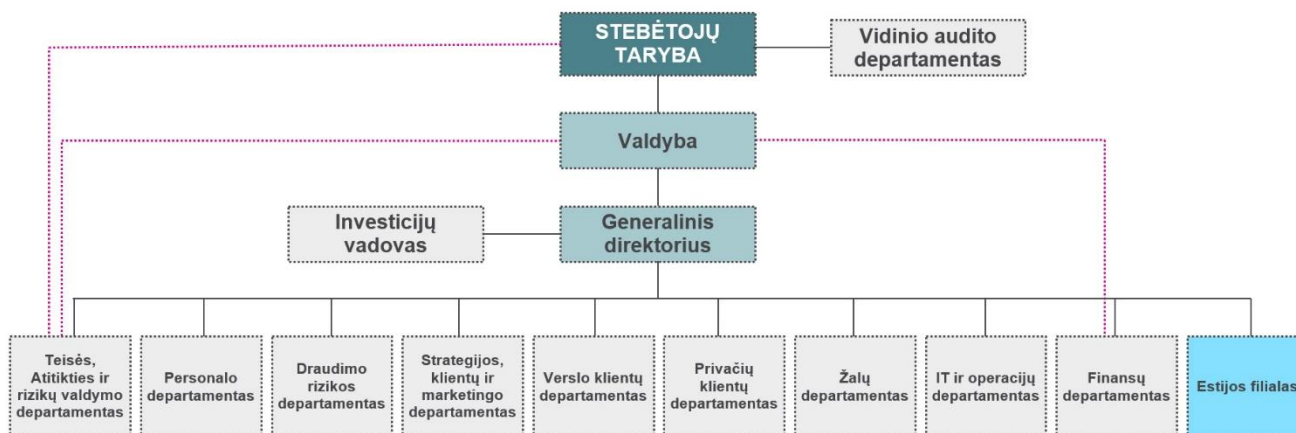 STEBĖTOJŲ
TARYBA
Vidinio audito
departamentas
Valdyba
Investicijų
vadovas
Generalinis
direktorius
Teisės,
Atitikties ir
rizikų valdymo
departamentas
Personalo
departamentas
Draudimo
rizikos
departamentas
Strategijos,
klientų ir
marketingo
departamentas
Verslo klientų
departamentas
Privačių
klientų
departamentas
Žalų
departamentas
IT ir operacijų
departamentas
Finansų
departamentas
Estijos filialas